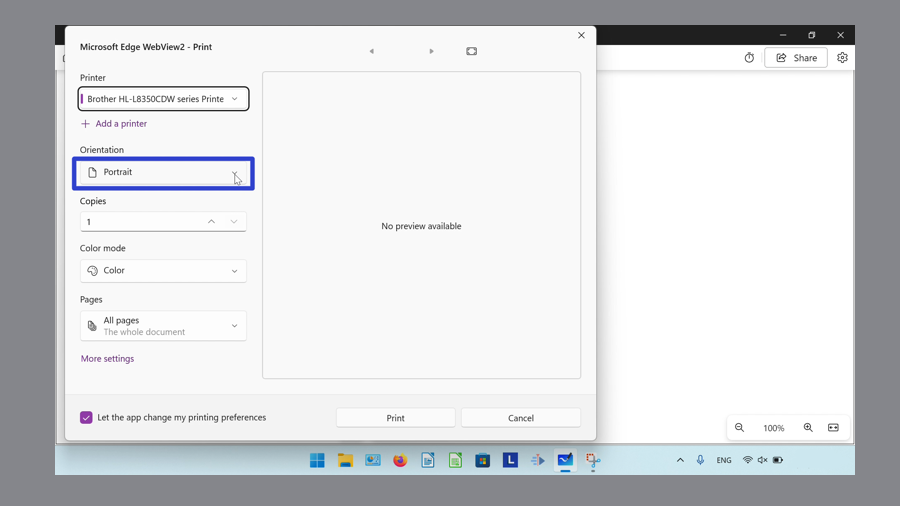 Microsoft Edge WebView2 - Print
Share
Printer
Brother HL-L8350CDW series Printe
Add a printer
Orientation
Portrait
Copies
1
Color mode
Color
Pages
All pages
The whole document
More settings
No preview available
Let the app change my printing preferences
Print
Cancel
100%
L
ENG